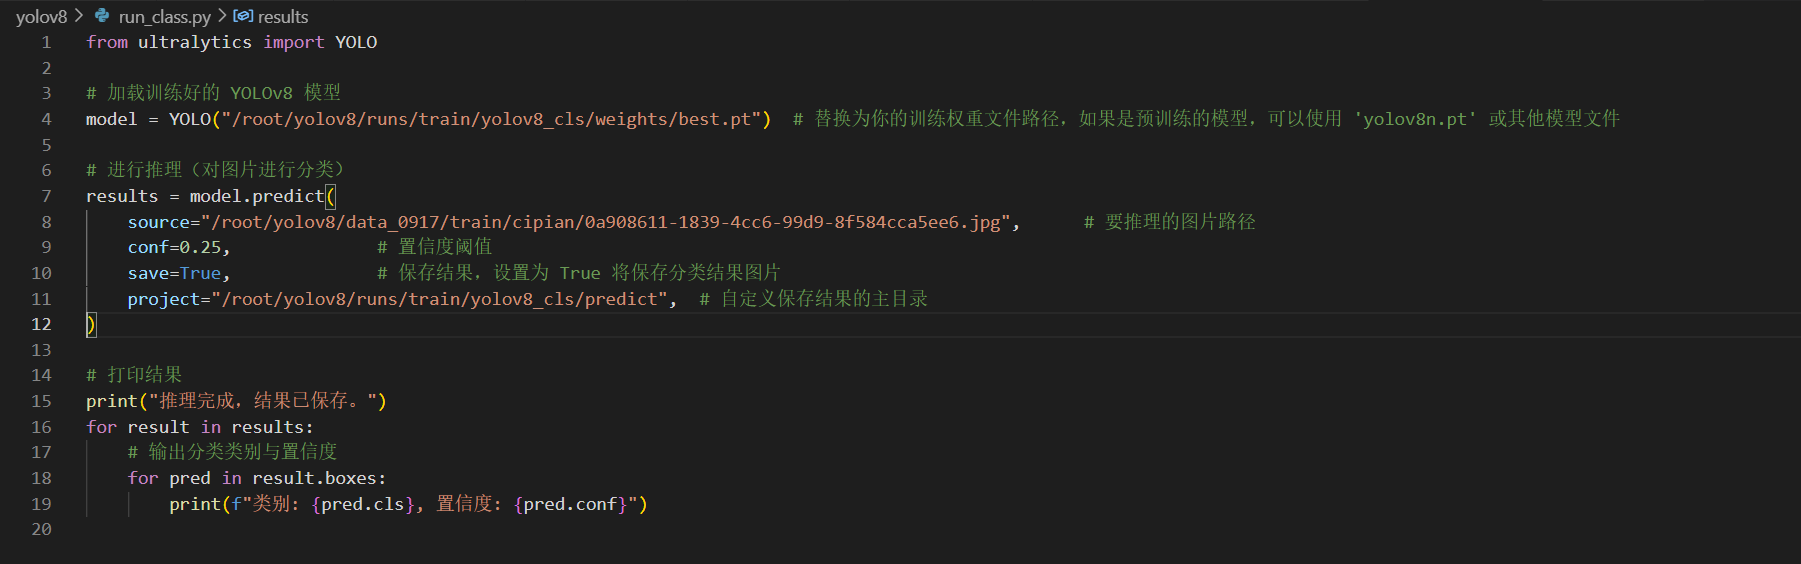 yolov8 > run_class.py > results
1 from ultralytics import YOLO
2
3 # 加载训练好的 YOLOv8 模型
4 model = YOLO("/root/yolov8/runs/train/yolov8_cls/weights/best.pt")  # 替换为你的训练权重文件路径，如果是预训练的模型，可以使用 'yolov8n.pt' 或其他模型文件
5
6 # 进行推理（对图片进行分类）
7 results = model.predict(
8     source="/root/yolov8/data_0917/train/cipian/0a908611-1839-4cc6-99d9-8f584cca5ee6.jpg",      # 要推理的图片路径
9     conf=0.25,              # 置信度阈值
10     save=True,              # 保存结果，设置为 True 将保存分类结果图片
11     project="/root/yolov8/runs/train/yolov8_cls/predict",  # 自定义保存结果的主目录
12 )
13
14 # 打印结果
15 print("推理完成，结果已保存。")
16 for result in results:
17     # 输出分类类别与置信度
18     for pred in result.boxes:
19         print(f"类别: {pred.cls}, 置信度: {pred.conf}")
20